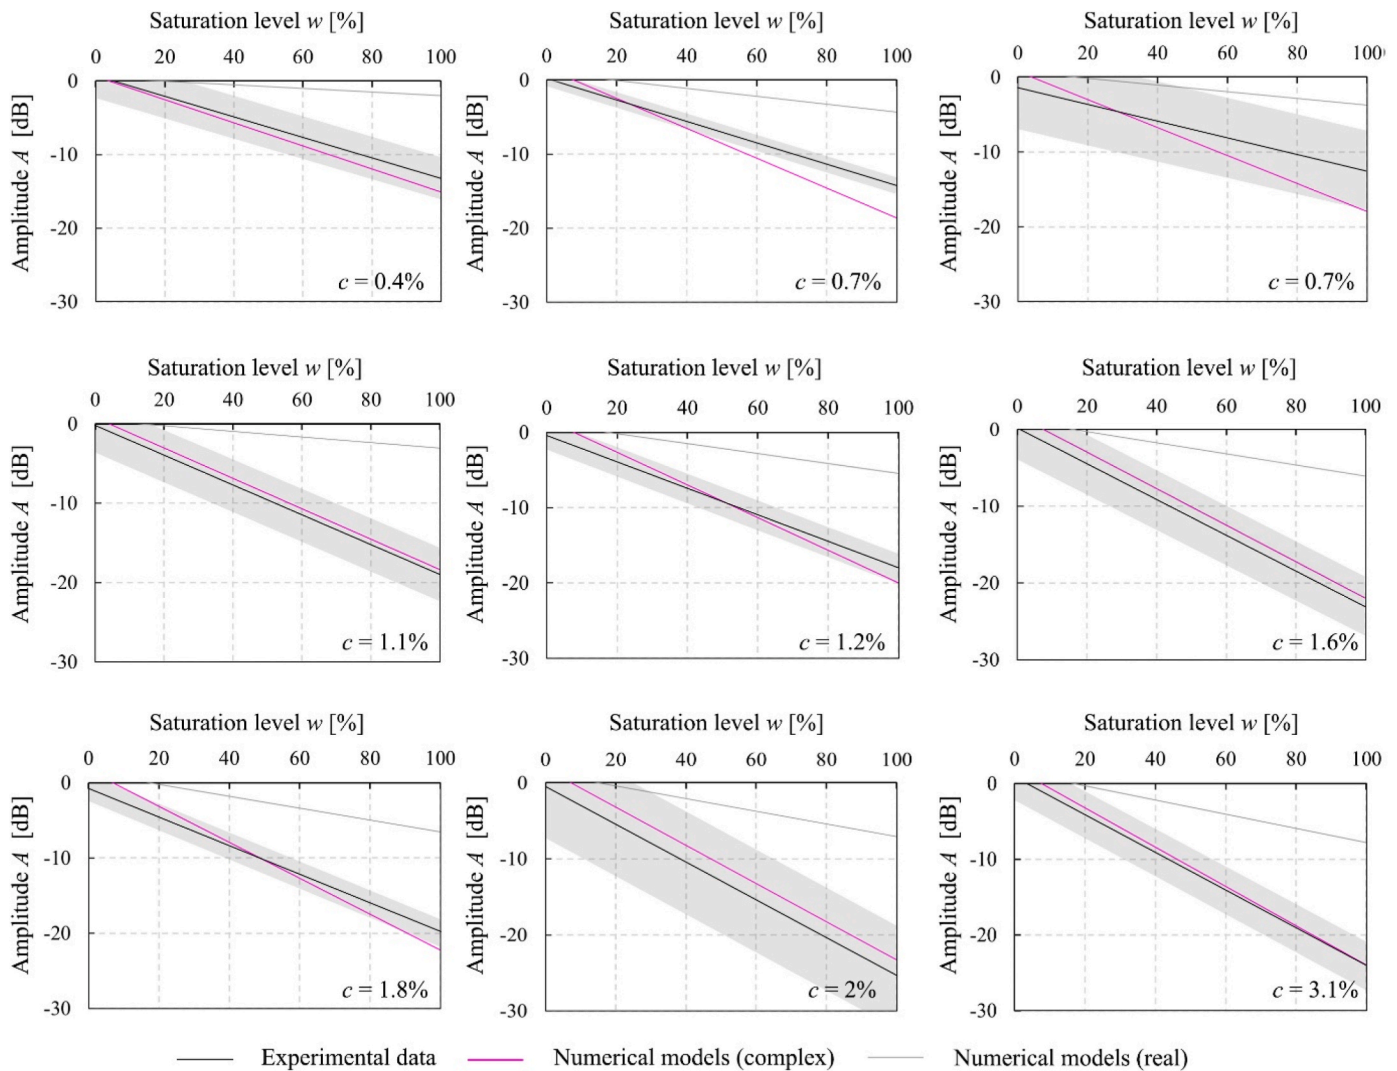 Saturation level w [%] Saturation level w [%] Saturation level w [%]
0 20 40 60 80 100 0 20 40 60 80 100 0 20 40 60 80 100
0 0 0
-10 -10 -10
-20 -20 -20
-30 -30 -30
Amplitude A [dB] Amplitude A [dB] Amplitude A [dB]
c = 0.4% c = 0.7% c = 0.7%
Saturation level w [%] Saturation level w [%] Saturation level w [%]
0 20 40 60 80 100 0 20 40 60 80 100 0 20 40 60 80 100
0 0 0
-10 -10 -10
-20 -20 -20
-30 -30 -30
Amplitude A [dB] Amplitude A [dB] Amplitude A [dB]
c = 1.1% c = 1.2% c = 1.6%
Saturation level w [%] Saturation level w [%] Saturation level w [%]
0 20 40 60 80 100 0 20 40 60 80 100 0 20 40 60 80 100
0 0 0
-10 -10 -10
-20 -20 -20
-30 -30 -30
Amplitude A [dB] Amplitude A [dB] Amplitude A [dB]
c = 1.8% c = 2% c = 3.1%
Experimental data Numerical models (complex) Numerical models (real)